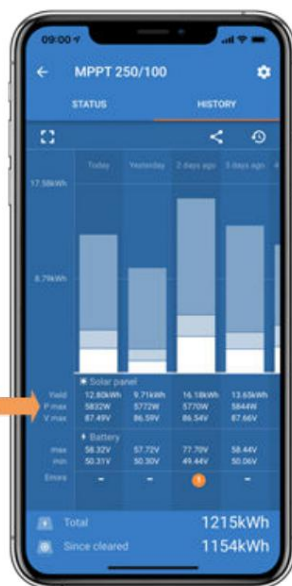 09:00
MPPT 250/100
STATUS HISTORY
Today Yesterday 2 days ago 3 days ago 4
17.58kWh
8.79kWh
Solar panel
Yield 12.80kWh 9.71kWh 16.18kWh 13.65kWh
P max 5832W 5772W 5770W 5844W
V max 87.49V 86.59V 86.54V 87.66V
Battery
max 58.32V 57.72V 77.70V 58.44V
min 50.31V 50.30V 49.44V 50.06V
Errors - - 1 -
Total 1215kWh
Since cleared 1154kWh